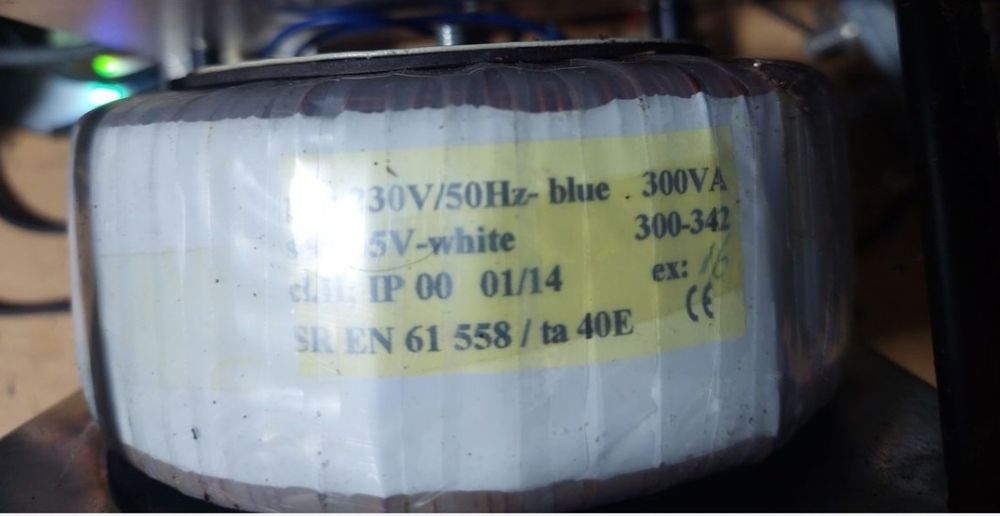 230V/50Hz- blue 300VA
5V-white 300-342
IP 00 01/14 ex: 16
CE
SR EN 61 558 / ta 40E